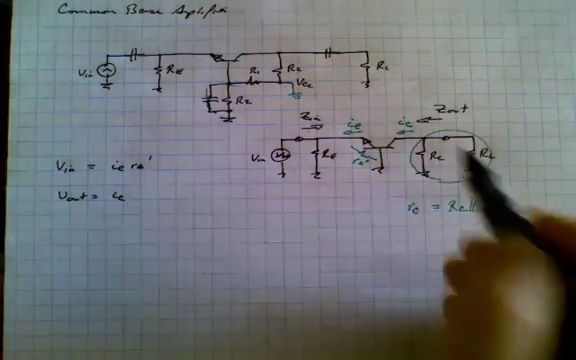 Common Base Amplifier
Vin
RE
R1
RC
VCC
RL
R2
Zout
Zin
ie
ic
Vin
RE
re'
RC
RL
Vin = ie re'
Vout = ic
rc = RC ||